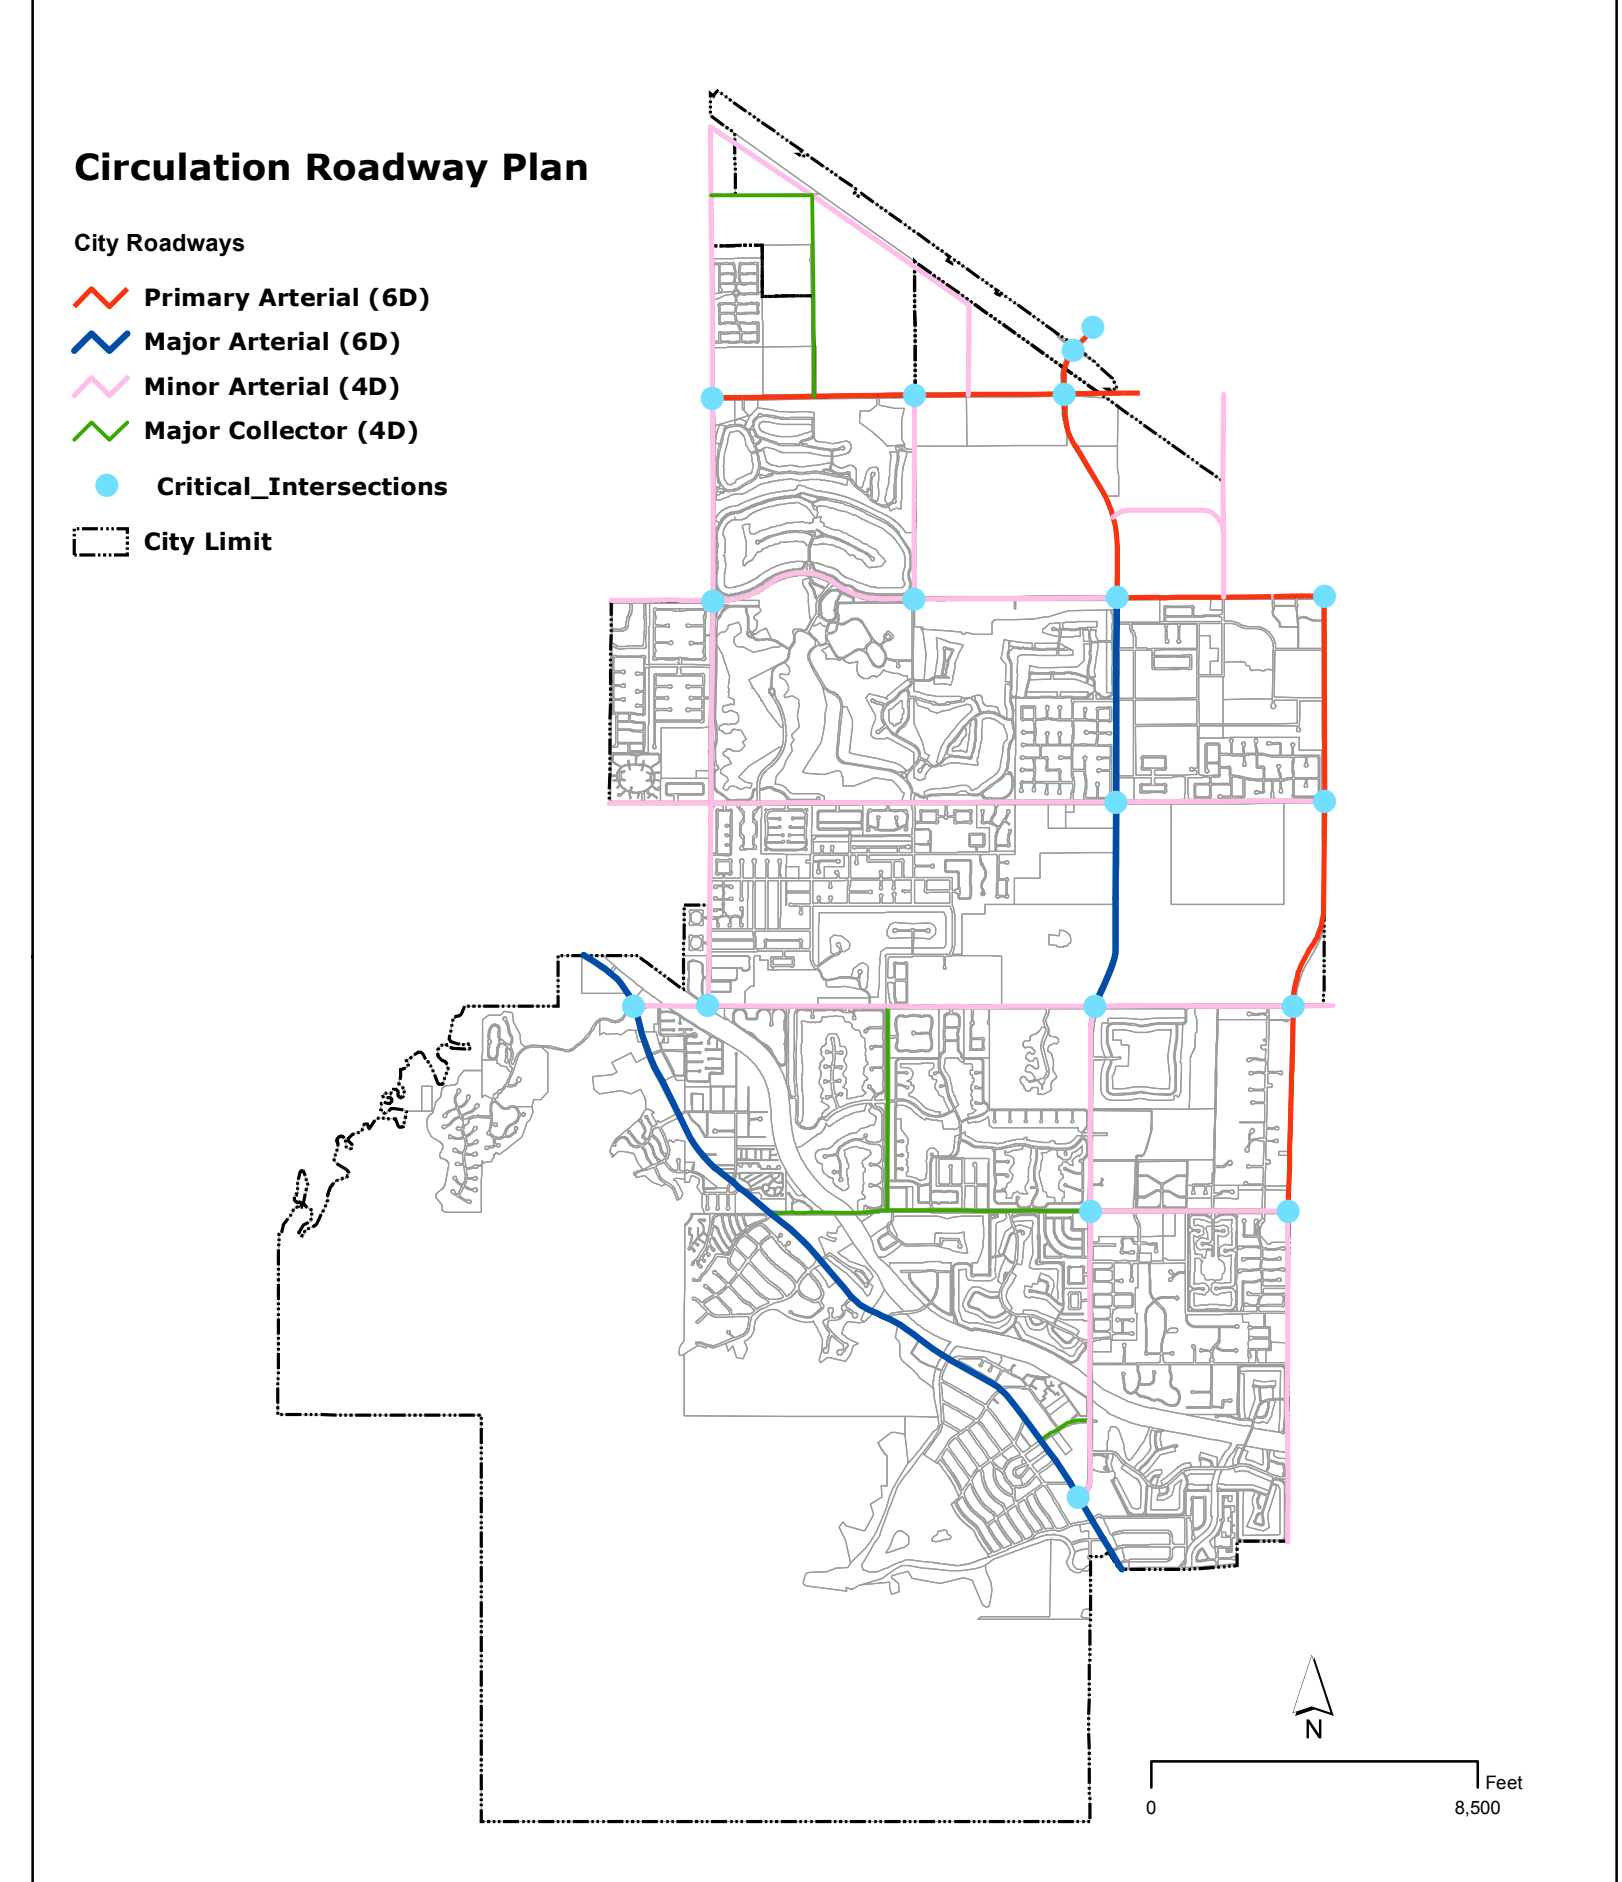 Circulation Roadway Plan
City Roadways
Primary Arterial (6D)
Major Arterial (6D)
Minor Arterial (4D)
Major Collector (4D)
Critical_Intersections
City Limit
N
Feet
0 8,500